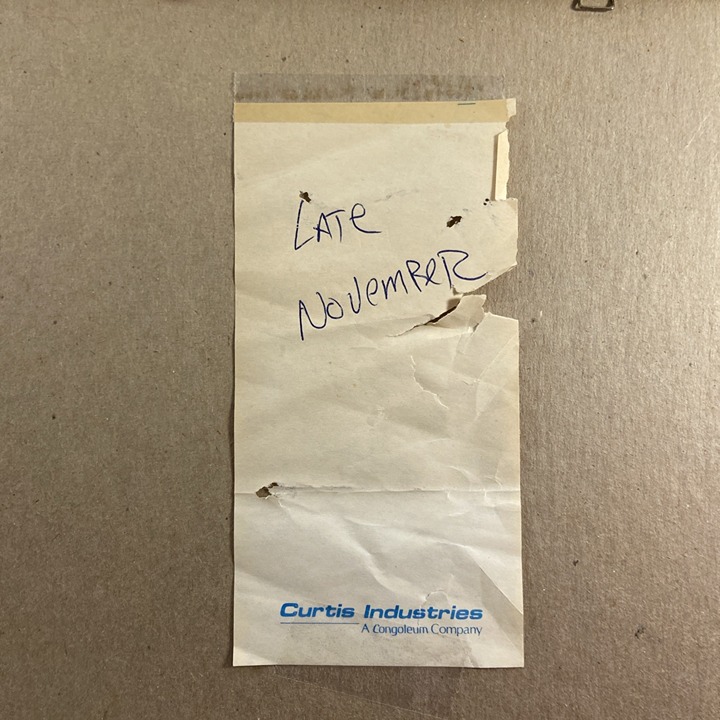 LATe
NOVemBeR
Curtis Industries
A Congoleum Company